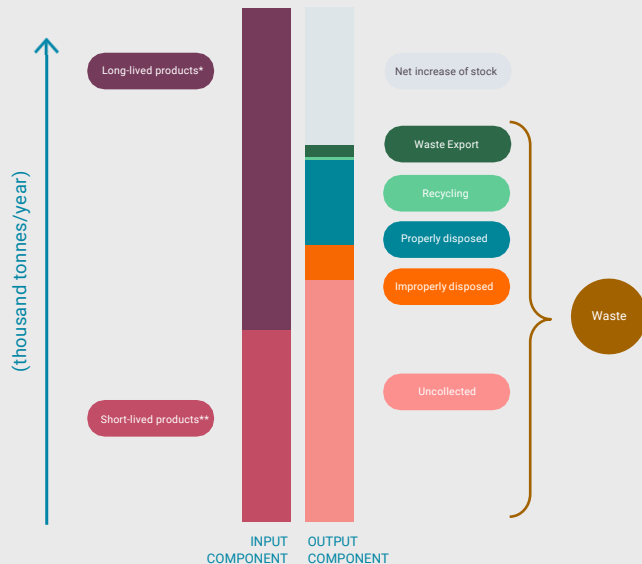 (thousand tonnes/year)
Long-lived products*
Short-lived products**
Net increase of stock
Waste Export
Recycling
Properly disposed
Improperly disposed
Uncollected
Waste
INPUT
COMPONENT
OUTPUT
COMPONENT